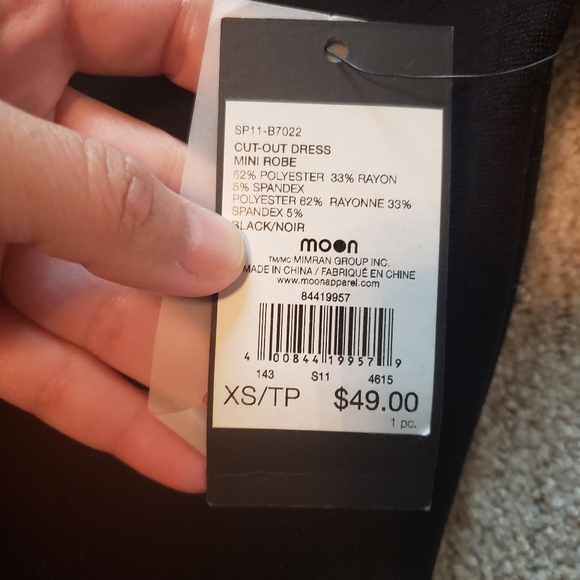 SP11-B7022
CUT-OUT DRESS
MINI ROBE
62% POLYESTER 33% RAYON
5% SPANDEX
POLYESTER 62% RAYONNE 33%
SPANDEX 5%
BLACK/NOIR
moon
TM/MC MIMRAN GROUP INC.
MADE IN CHINA / FABRIQUÉ EN CHINE
www.moonapparel.com
84419957
4 00844 19957 9
143 S11 4615
XS/TP $49.00
1 pc.